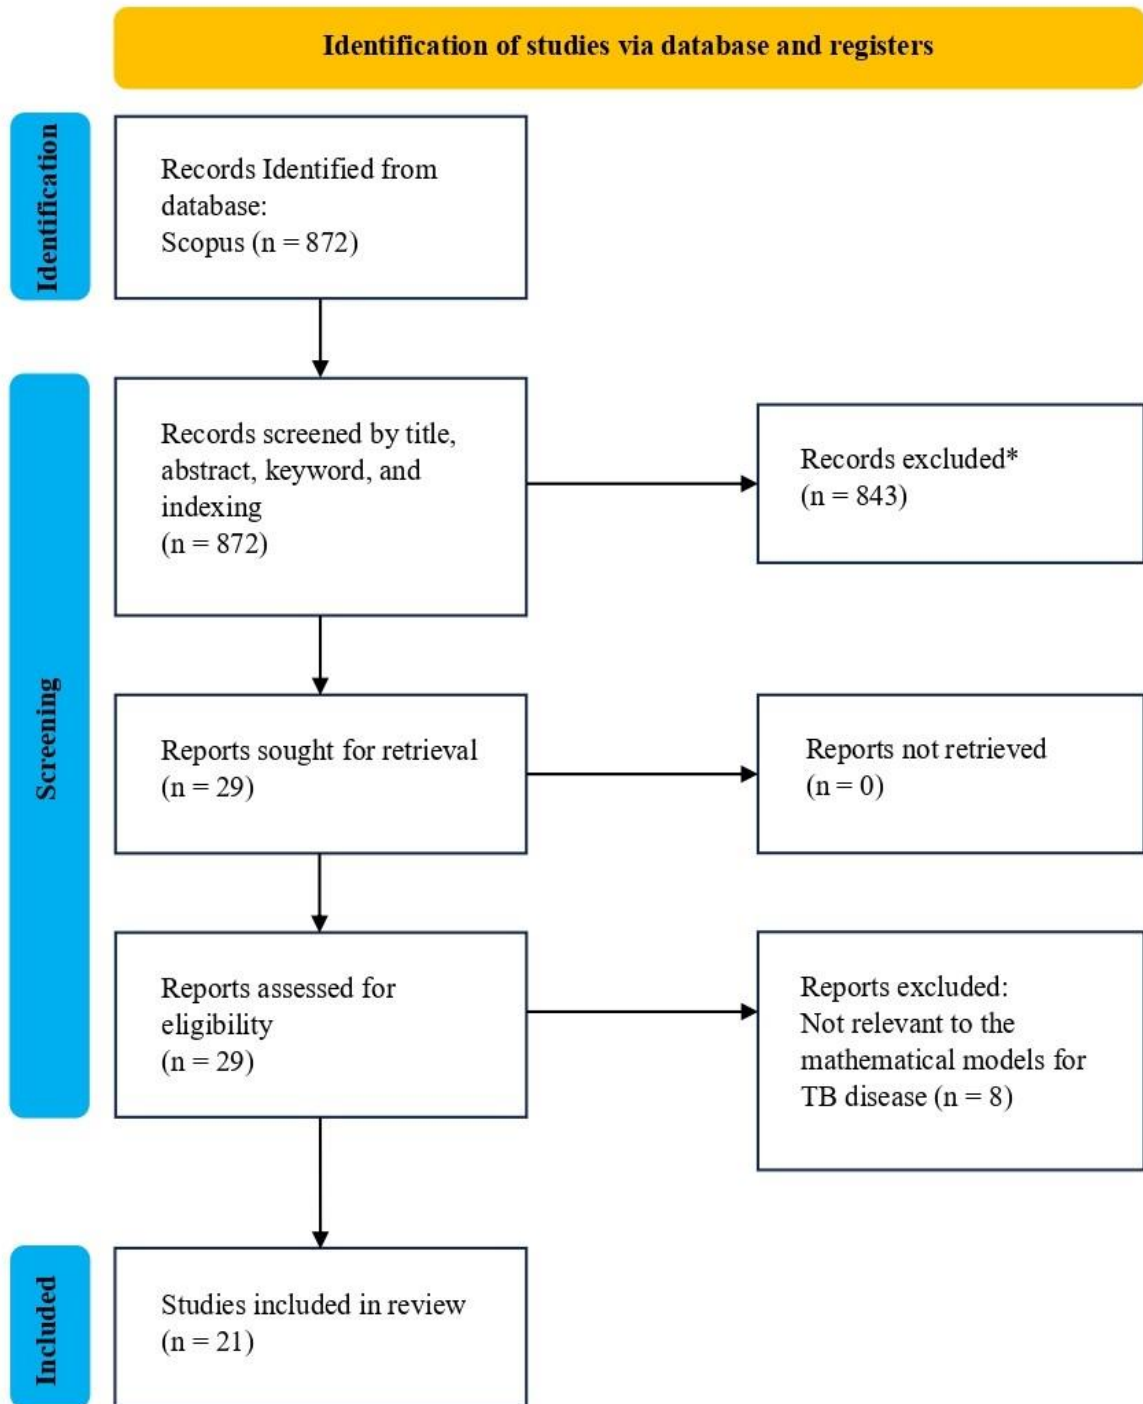 Identification of studies via database and registers
Identification
Records Identified from
database:
Scopus (n = 872)
Screening
Records screened by title,
abstract, keyword, and
indexing
(n = 872)
Records excluded*
(n = 843)
Reports sought for retrieval
(n = 29)
Reports not retrieved
(n = 0)
Reports assessed for
eligibility
(n = 29)
Reports excluded:
Not relevant to the
mathematical models for
TB disease (n = 8)
Included
Studies included in review
(n = 21)